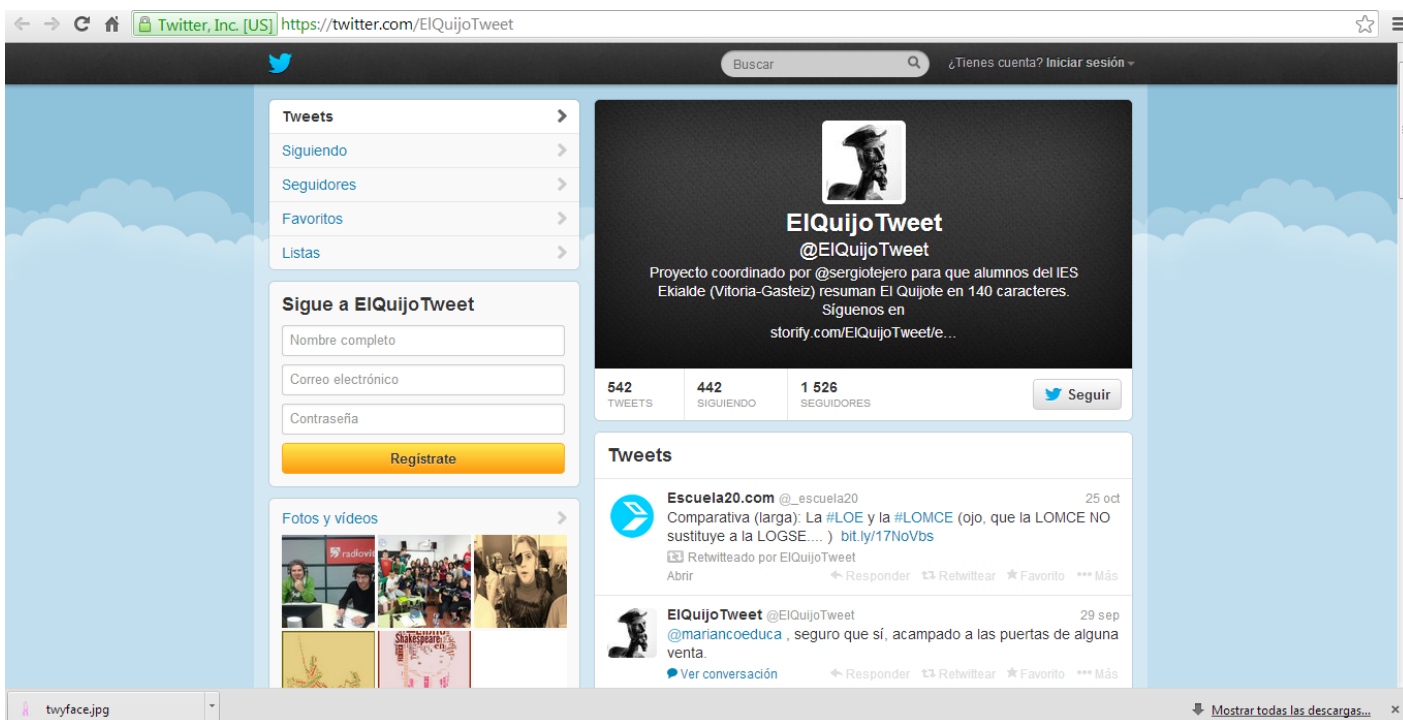 Twitter, Inc. [US] https://twitter.com/ElQuijoTweet
Buscar
¿Tienes cuenta? Iniciar sesión
Tweets
Siguiendo
Seguidores
Favoritos
Listas
Sigue a ElQuijoTweet
Nombre completo
Correo electrónico
Contraseña
Regístrate
Fotos y vídeos
radiovit
Shakespeare
en
ElQuijoTweet
@ElQuijoTweet
Proyecto coordinado por @sergiotejero para que alumnos del IES
Ekialde (Vitoria-Gasteiz) resuman El Quijote en 140 caracteres.
Síguenos en
storify.com/ElQuijoTweet/e...
542 442 1 526
TWEETS SIGUIENDO SEGUIDORES
Seguir
Tweets
Escuela20.com @_escuela20 25 oct
Comparativa (larga): La #LOE y la #LOMCE (ojo, que la LOMCE NO
sustituye a la LOGSE.... ) bit.ly/17NoVbs
Retwitteado por ElQuijoTweet
Abrir Responder Retwittear Favorito Más
ElQuijoTweet @ElQuijoTweet 29 sep
@mariancoeduca , seguro que sí, acampado a las puertas de alguna
venta.
Ver conversación Responder Retwittear Favorito Más
twyface.jpg
Mostrar todas las descargas...